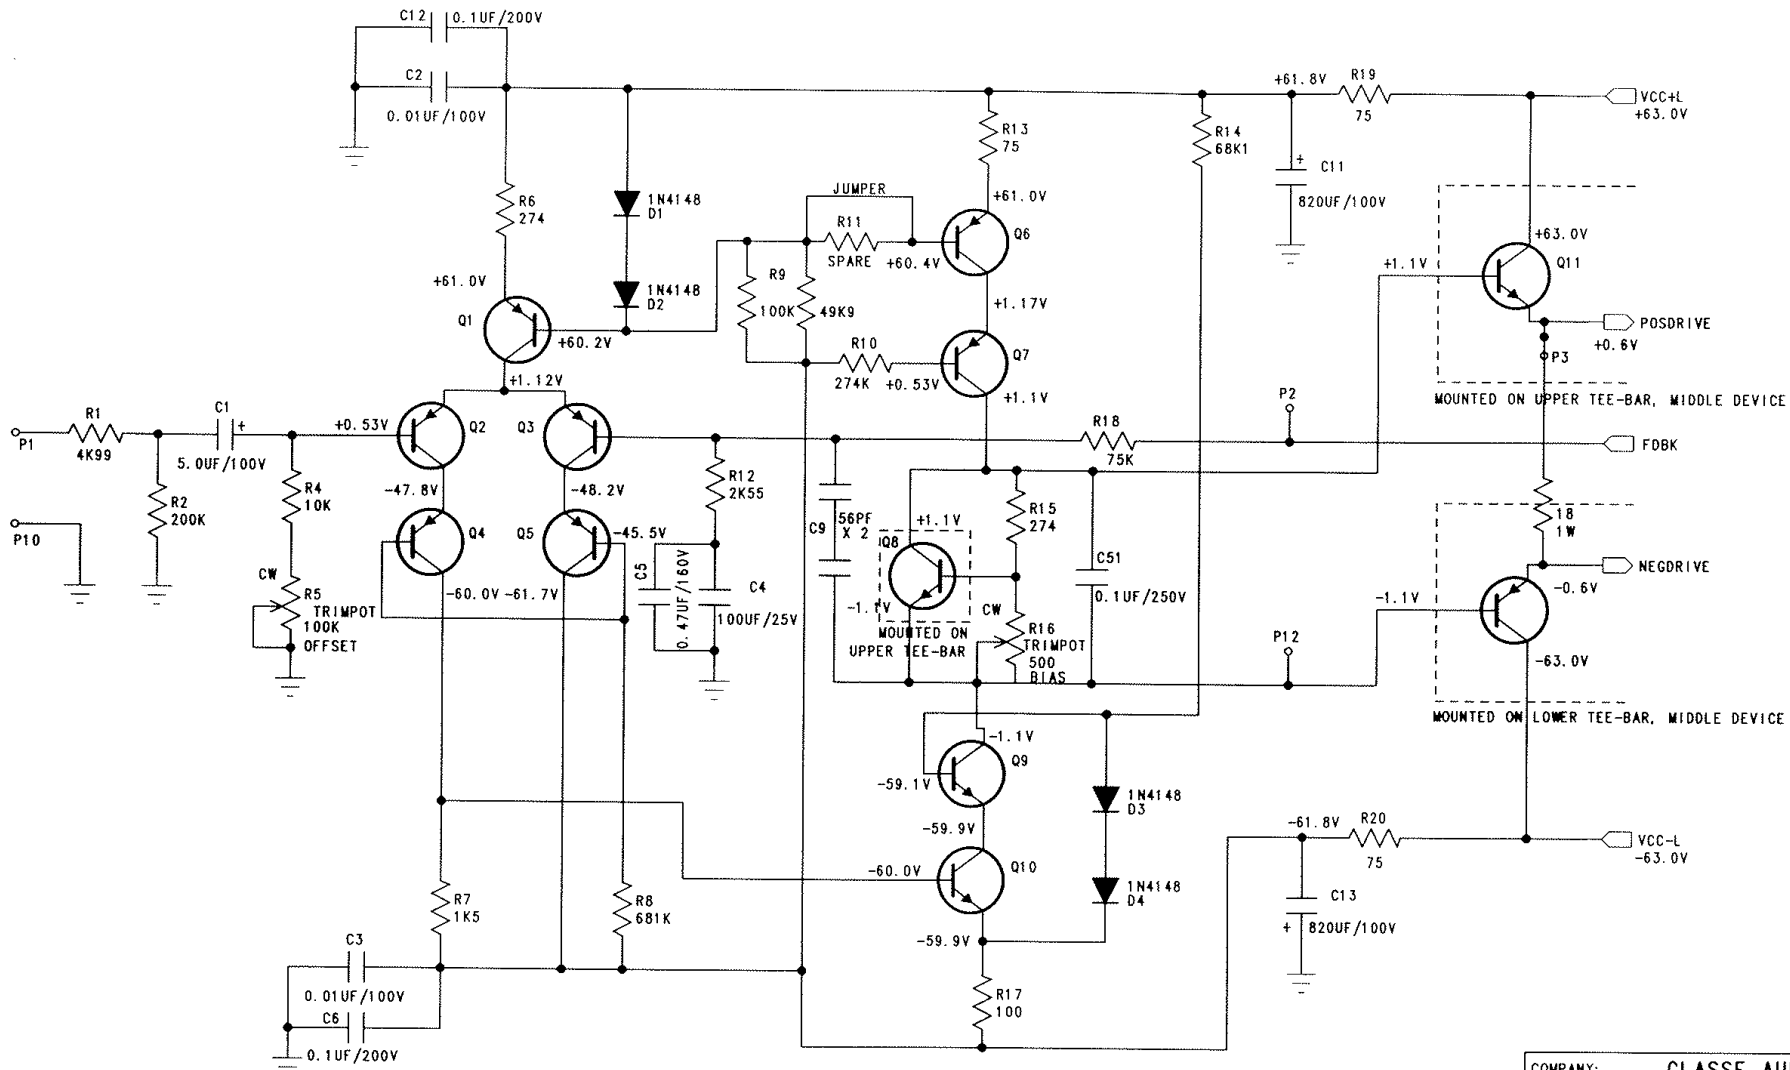 C12
0.1UF/200V
C2
0.01UF/100V
+61.8V
R19
75
VCC+L
+63.0V
R13
75
R14
68K1
C11
+
820UF/100V
R6
274
1N4148
D1
JUMPER
+61.0V
R11
SPARE
+60.4V
Q6
+63.0V
Q11
+1.1V
+61.0V
1N4148
D2
R9
100K
49K9
+1.17V
Q1
+60.2V
R10
274K
+0.53V
Q7
+1.1V
POSDRIVE
+0.6V
P3
+1.12V
MOUNTED ON UPPER TEE-BAR, MIDDLE DEVICE
P1
R1
4K99
C1
+
5.0UF/100V
+0.53V
Q2
Q3
P2
R18
75K
FDBK
R2
200K
R4
10K
-47.8V
-48.2V
R12
2K55
P10
Q4
Q5
-45.5V
C9
56PF
X 2
Q8
+1.1V
R15
274
C51
0.1UF/250V
18
1W
NEGDRIVE
-0.6V
CW
R5
TRIMPOT
100K
OFFSET
-60.0V
-61.7V
C5
0.47UF/160V
C4
100UF/25V
-1.1V
MOUNTED ON
UPPER TEE-BAR
CW
R16
TRIMPOT
500
BIAS
P12
-1.1V
-63.0V
MOUNTED ON LOWER TEE-BAR, MIDDLE DEVICE
-1.1V
Q9
-59.1V
1N4148
D3
-59.9V
-61.8V
R20
75
VCC-L
-63.0V
-60.0V
Q10
1N4148
D4
R7
1K5
R8
681K
C13
+
820UF/100V
-59.9V
C3
0.01UF/100V
C6
0.1UF/200V
R17
100
COMPANY:
CLASSE AU